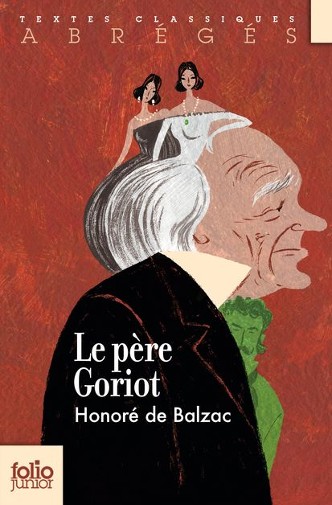 TEXTES CLASSIQUES
ABRÉGÉS
Le père
Goriot
Honoré de Balzac
folio
junior